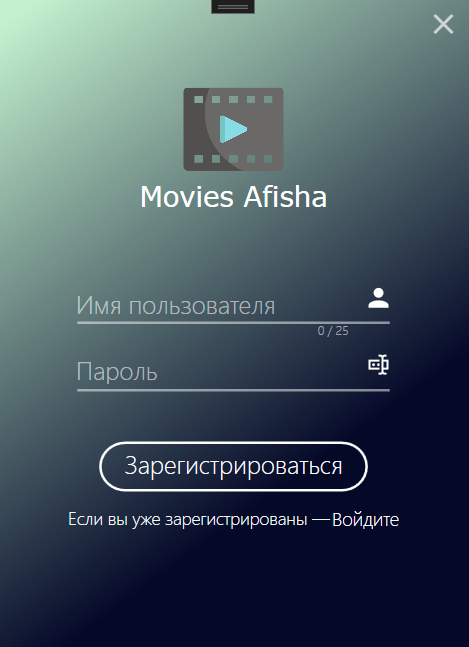 Movies Afisha
Имя пользователя
0 / 25
Пароль
Зарегистрироваться
Если вы уже зарегистрированы —Войдите